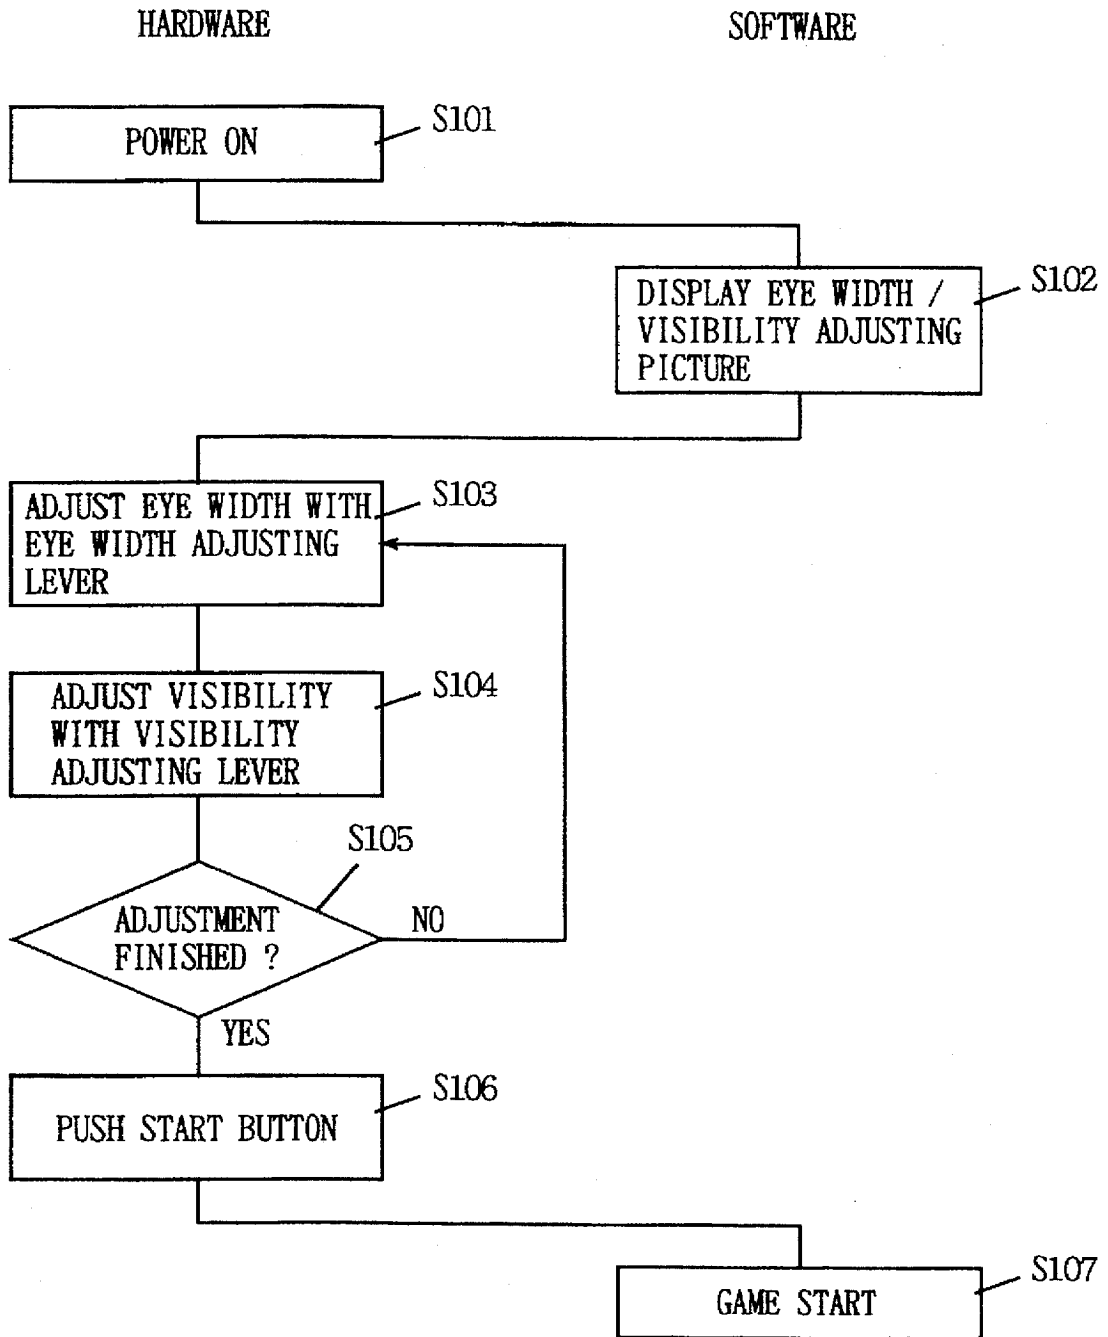 HARDWARE
SOFTWARE
POWER ON
S101
DISPLAY EYE WIDTH /
VISIBILITY ADJUSTING
PICTURE
S102
ADJUST EYE WIDTH WITH
EYE WIDTH ADJUSTING
LEVER
S103
ADJUST VISIBILITY
WITH VISIBILITY
ADJUSTING LEVER
S104
S105
ADJUSTMENT
FINISHED ?
NO
YES
PUSH START BUTTON
S106
GAME START
S107